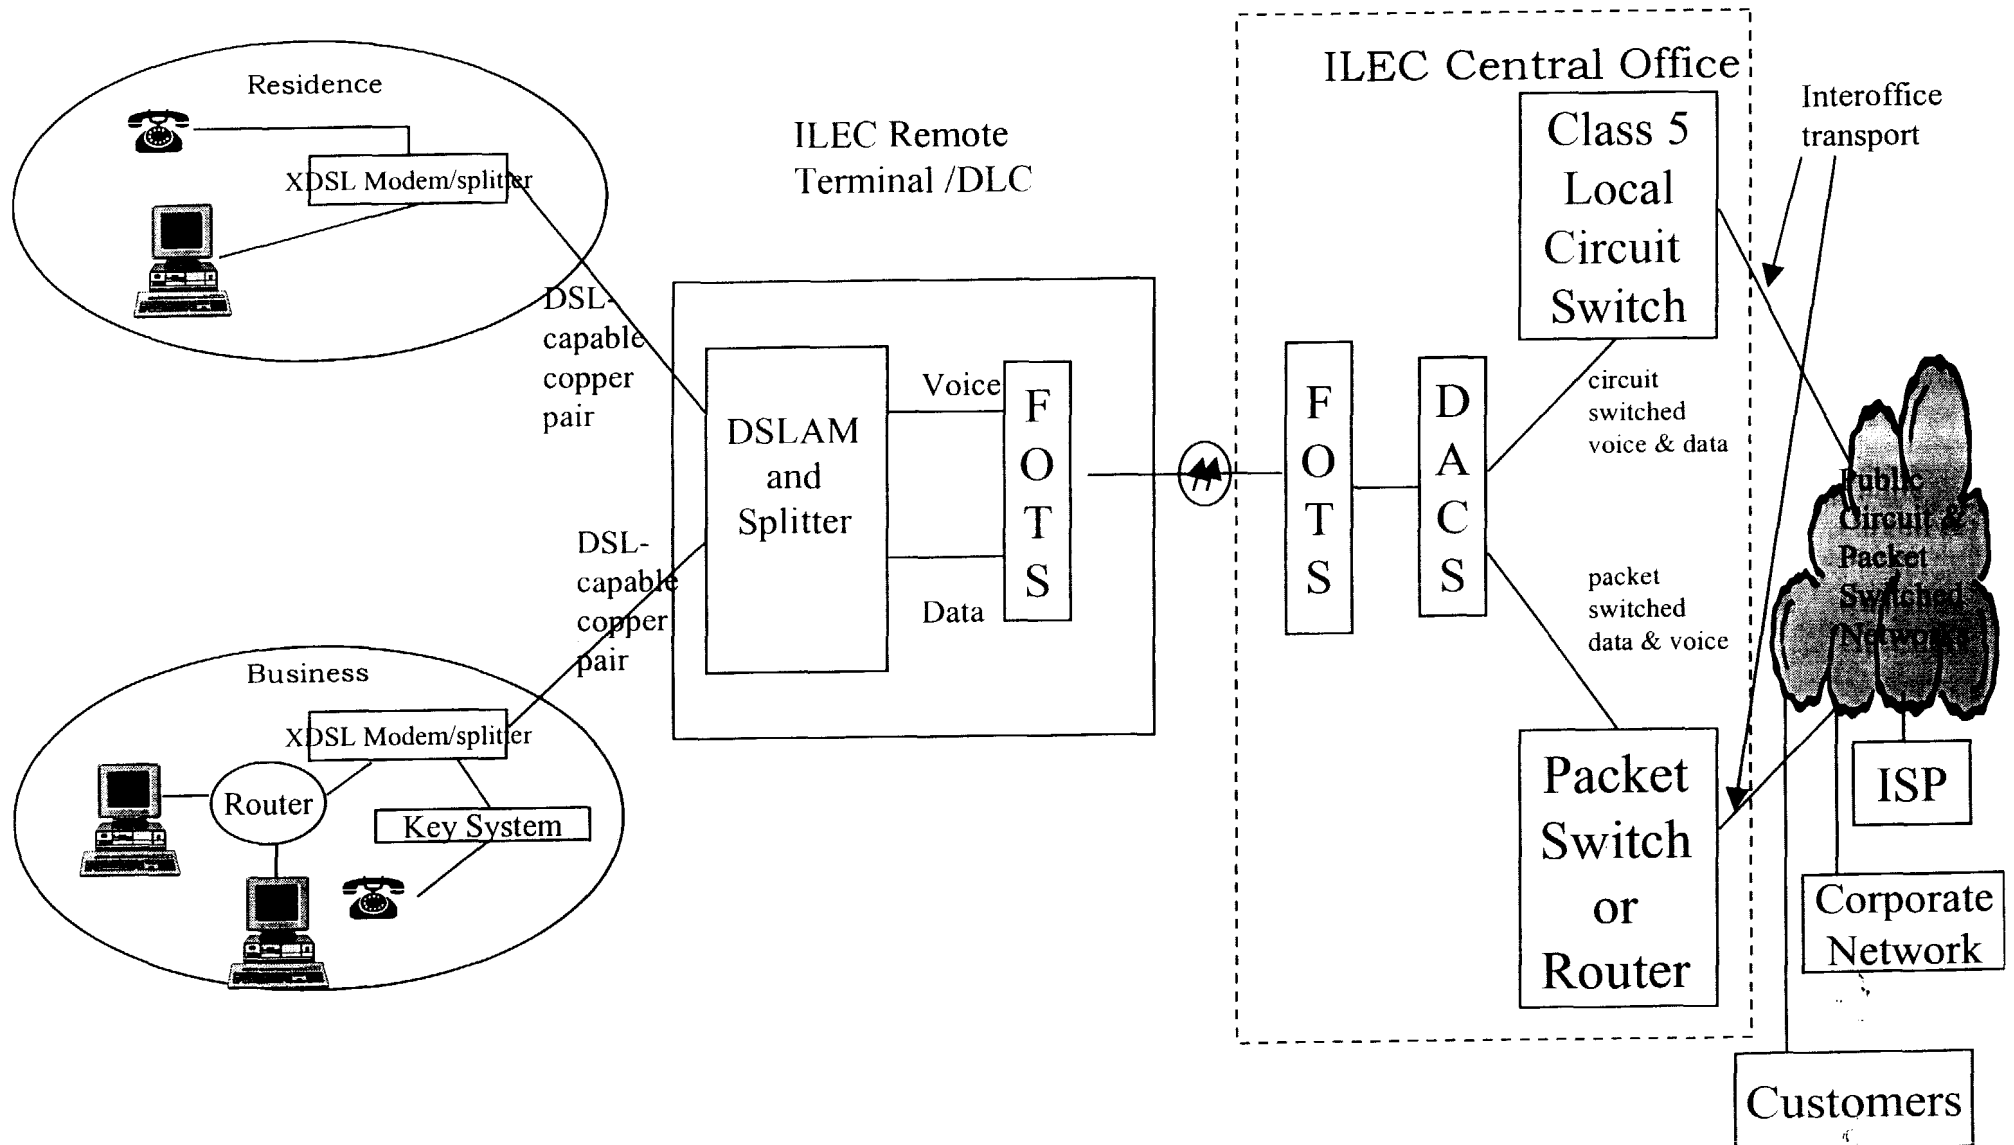 ILEC Central Office
Residence
XDSL Modem/splitter
ILEC Remote
Terminal /DLC
DSL-
capable
copper
pair
DSL-
capable
copper
pair
Business
XDSL Modem/splitter
Router
Key System
DSLAM
and
Splitter
Voice
Data
F
O
T
S
F
O
T
S
D
A
C
S
Class 5
Local
Circuit
Switch
circuit
switched
voice & data
packet
switched
data & voice
Packet
Switch
or
Router
Interoffice
transport
Public
Circuit &
Packet
Switched
Networks
ISP
Corporate
Network
Customers